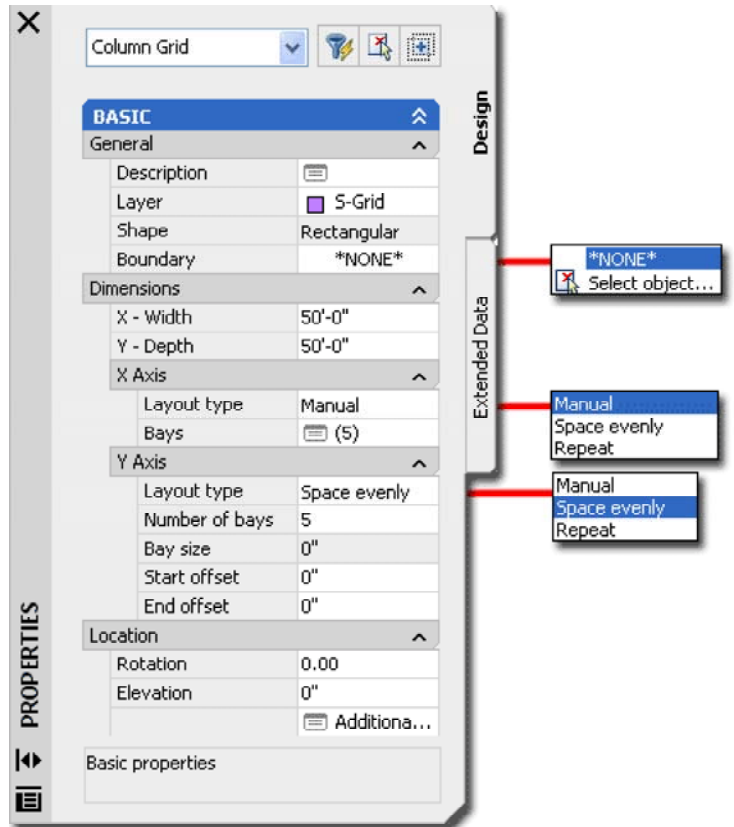 Column Grid
Design
BASIC
General
Description
Layer S-Grid
Shape Rectangular
Boundary *NONE*
*NONE*
Select object...
Dimensions
X - Width 50'-0"
Y - Depth 50'-0"
Extended Data
X Axis
Layout type Manual
Bays (5)
Manual
Space evenly
Repeat
Y Axis
Layout type Space evenly
Number of bays 5
Bay size 0"
Start offset 0"
End offset 0"
Manual
Space evenly
Repeat
Location
Rotation 0.00
Elevation 0"
Additiona...
PROPERTIES
Basic properties